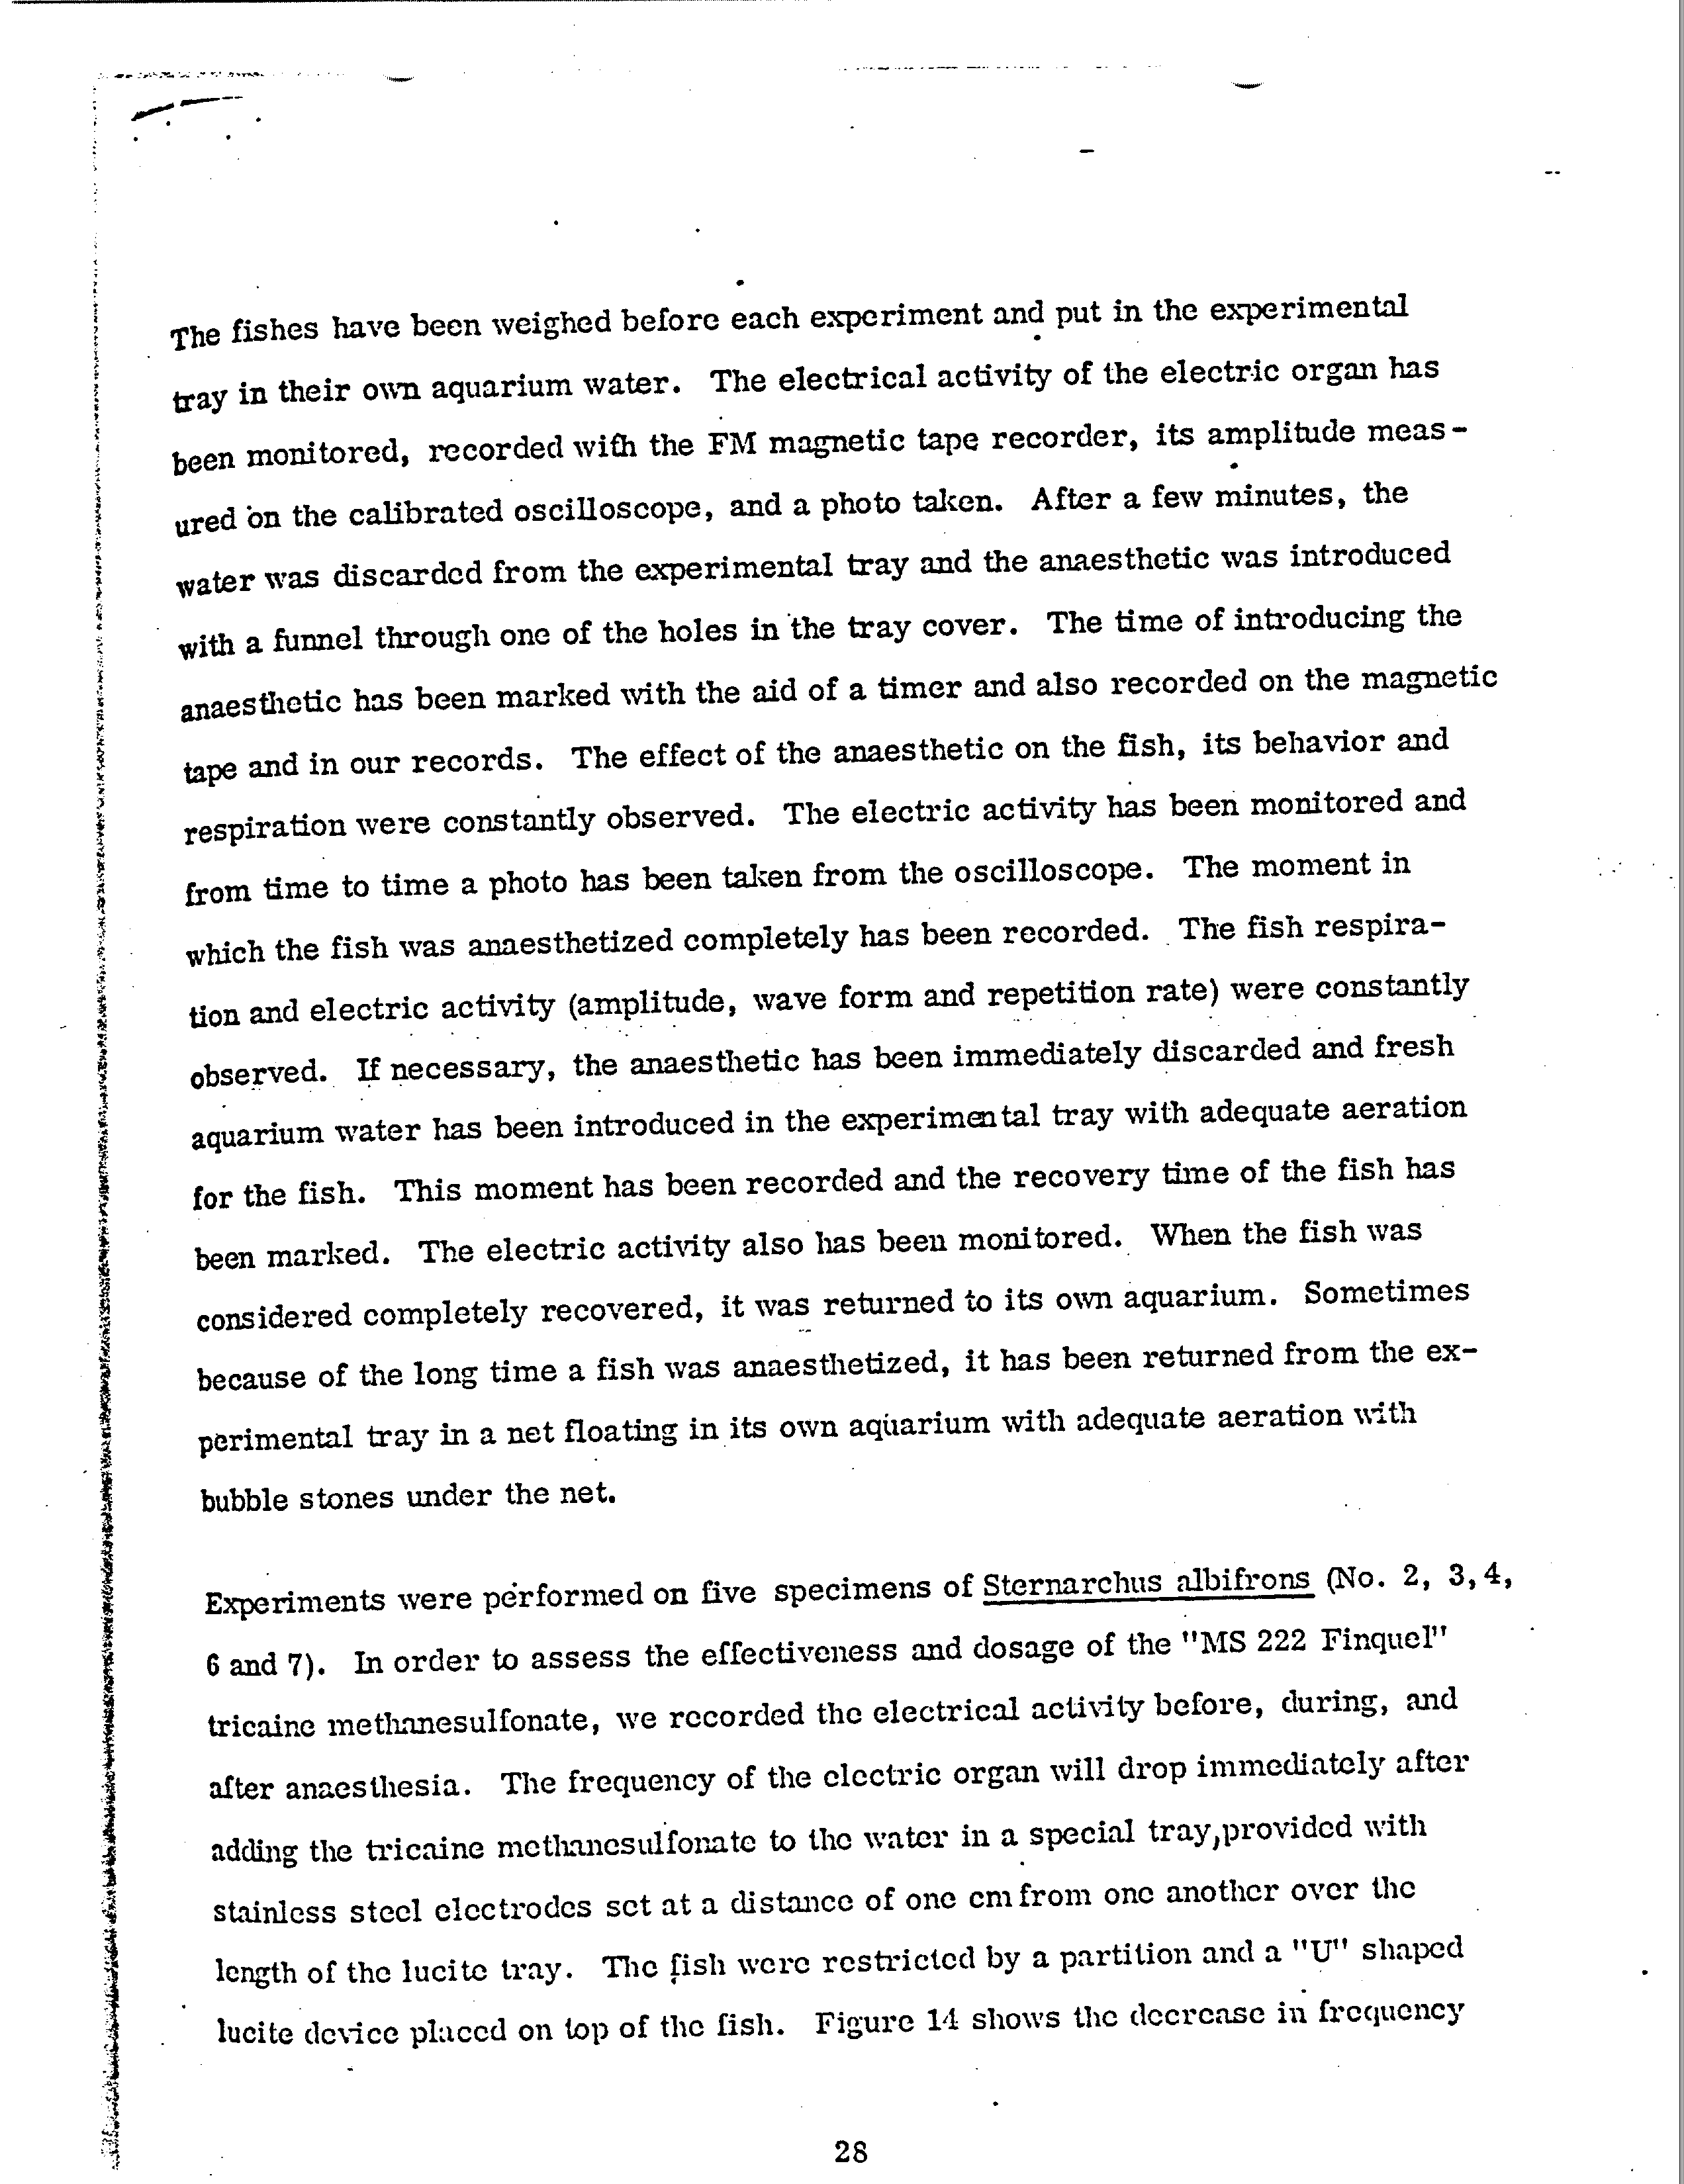 The fishes have been weighed before each experiment and put in the experimental
tray in their own aquarium water. The electrical activity of the electric organ has
been monitored, recorded with the FM magnetic tape recorder, its amplitude meas-
ured on the calibrated oscilloscope, and a photo taken. After a few minutes, the
water was discarded from the experimental tray and the anaesthetic was introduced
with a funnel through one of the holes in the tray cover. The time of introducing the
anaesthetic has been marked with the aid of a timer and also recorded on the magnetic
tape and in our records. The effect of the anaesthetic on the fish, its behavior and
respiration were constantly observed. The electric activity has been monitored and
from time to time a photo has been taken from the oscilloscope. The moment in
which the fish was anaesthetized completely has been recorded. The fish respira-
tion and electric activity (amplitude, wave form and repetition rate) were constantly
observed. If necessary, the anaesthetic has been immediately discarded and fresh
aquarium water has been introduced in the experimental tray with adequate aeration
for the fish. This moment has been recorded and the recovery time of the fish has
been marked. The electric activity also has been monitored. When the fish was
considered completely recovered, it was returned to its own aquarium. Sometimes
because of the long time a fish was anaesthetized, it has been returned from the ex-
perimental tray in a net floating in its own aquarium with adequate aeration with
bubble stones under the net.
Experiments were performed on five specimens of Sternarchus albifrons (No. 2, 3, 4,
6 and 7). In order to assess the effectiveness and dosage of the "MS 222 Finquel"
tricaine methanesulfonate, we recorded the electrical activity before, during, and
after anaesthesia. The frequency of the electric organ will drop immediately after
adding the tricaine methanesulfonate to the water in a special tray, provided with
stainless steel electrodes set at a distance of one cm from one another over the
length of the lucite tray. The fish were restricted by a partition and a "U" shaped
lucite device placed on top of the fish. Figure 14 shows the decrease in frequency
28